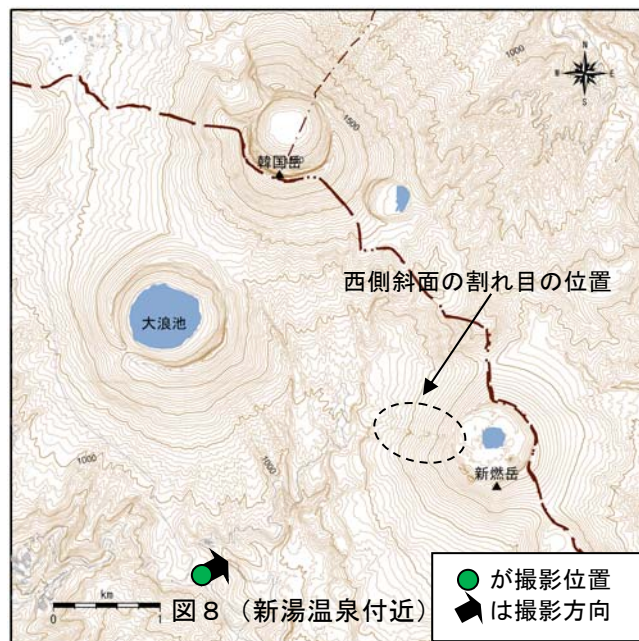 1000
N
W E
S
1500
韓国岳
西側斜面の割れ目の位置
大浪池
新燃岳
1000
km
0 1
図8(新湯温泉付近)
が撮影位置
は撮影方向